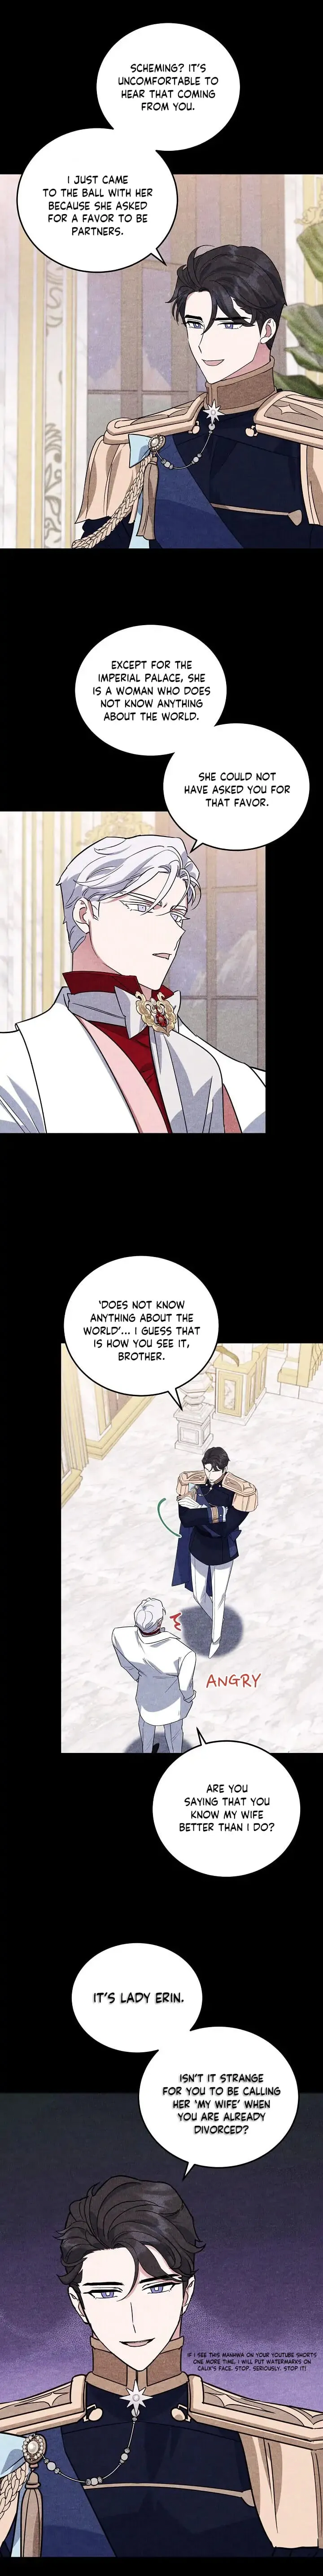 SCHEMING? IT'S
UNCOMFORTABLE TO
HEAR THAT COMING
FROM YOU.
I JUST CAME
TO THE BALL WITH HER
BECAUSE SHE ASKED
FOR A FAVOR TO BE
PARTNERS.
EXCEPT FOR THE
IMPERIAL PALACE, SHE
IS A WOMAN WHO DOES
NOT KNOW ANYTHING
ABOUT THE WORLD.
SHE COULD NOT
HAVE ASKED YOU FOR
THAT FAVOR.
'DOES NOT KNOW
ANYTHING ABOUT THE
WORLD'... I GUESS THAT
IS HOW YOU SEE IT,
BROTHER.
ANGRY
ARE YOU
SAYING THAT YOU
KNOW MY WIFE
BETTER THAN I DO?
IT'S LADY ERIN.
ISN'T IT STRANGE
FOR YOU TO BE CALLING
HER 'MY WIFE' WHEN
YOU ARE ALREADY
DIVORCED?
IF I SEE THIS MANHWA ON YOUR YOUTUBE SHORTS
ONE MORE TIME, I WILL PUT WATERMARKS ON
CALIX'S FACE. STOP. SERIOUSLY. STOP IT!